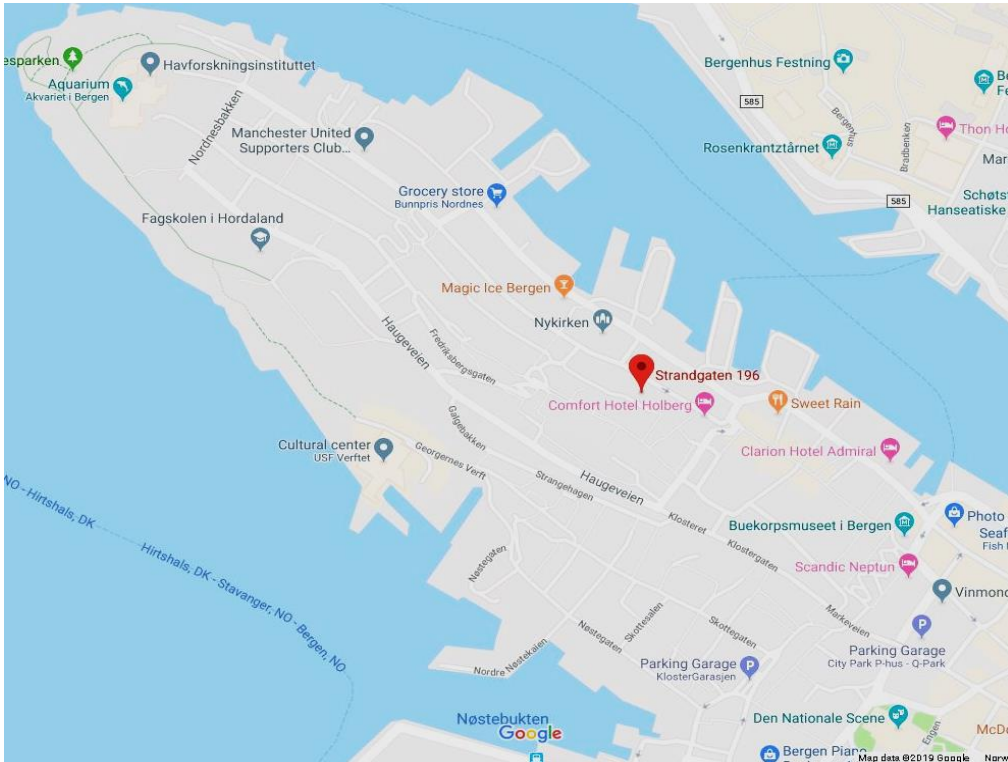 esparken
Aquarium
Akvariet i Bergen
Havforskningsinstituttet
Nordnesbakken
Manchester United
Supporters Club...
Fagskolen i Hordaland
Grocery store
Bunnpris Nordnes
Bergenhus Festning
585
Rosenkrantztårnet
Bradbenken
Thon Ho
Mar
585
Schøtst
Hanseatiske
Magic Ice Bergen
Nykirken
Haugeveien
Fredriksbergsgaten
Strandgaten 196
Comfort Hotel Holberg
Sweet Rain
Galgebakken
Cultural center
USF Verftet
Georgernes Verft
Clarion Hotel Admiral
Strangehagen
Haugeveien
NO - Hirtshals, DK
Klosteret
Buekorpsmuseet i Bergen
Photo
Seaf
Fish
Klostergaten
Hirtshals, DK - Stavanger, NO - Bergen, NO
Nøstegaten
Scandic Neptun
Vinmono
Markeveien
Skottesalen
Nøstegaten
Skottegaten
Parking Garage
City Park P-hus - Q-Park
Nordre Nøstekaien
Parking Garage
KlosterGarasjen
Nøstebukten
Google
Den Nationale Scene
Engen
McDo
Bergen Piano
Map data ©2019 Google
Norw